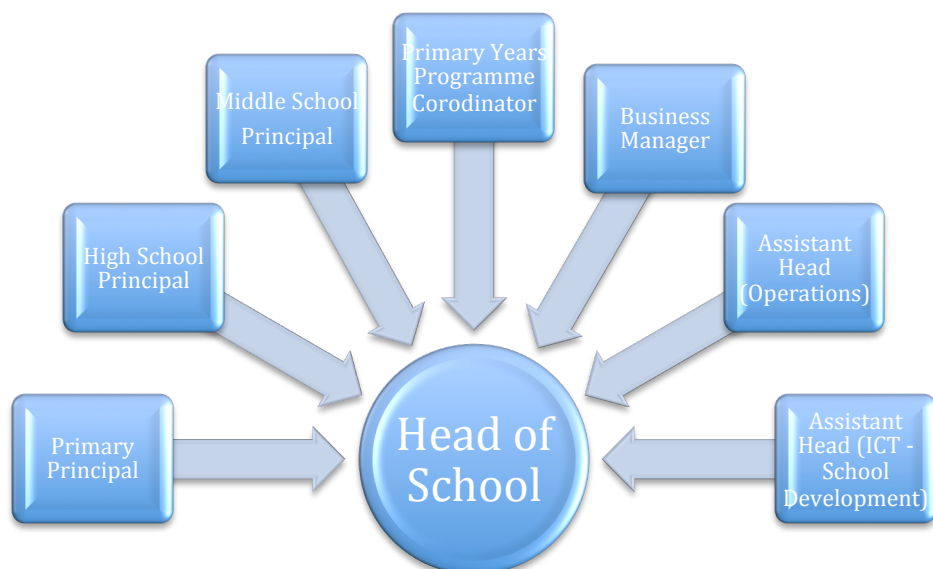 Primary Years
Programme
Corodinator
Middle School
Principal
Business
Manager
High School
Principal
Assistant
Head
(Operations)
Primary
Principal
Head of
School
Assistant
Head (ICT -
School
Development)